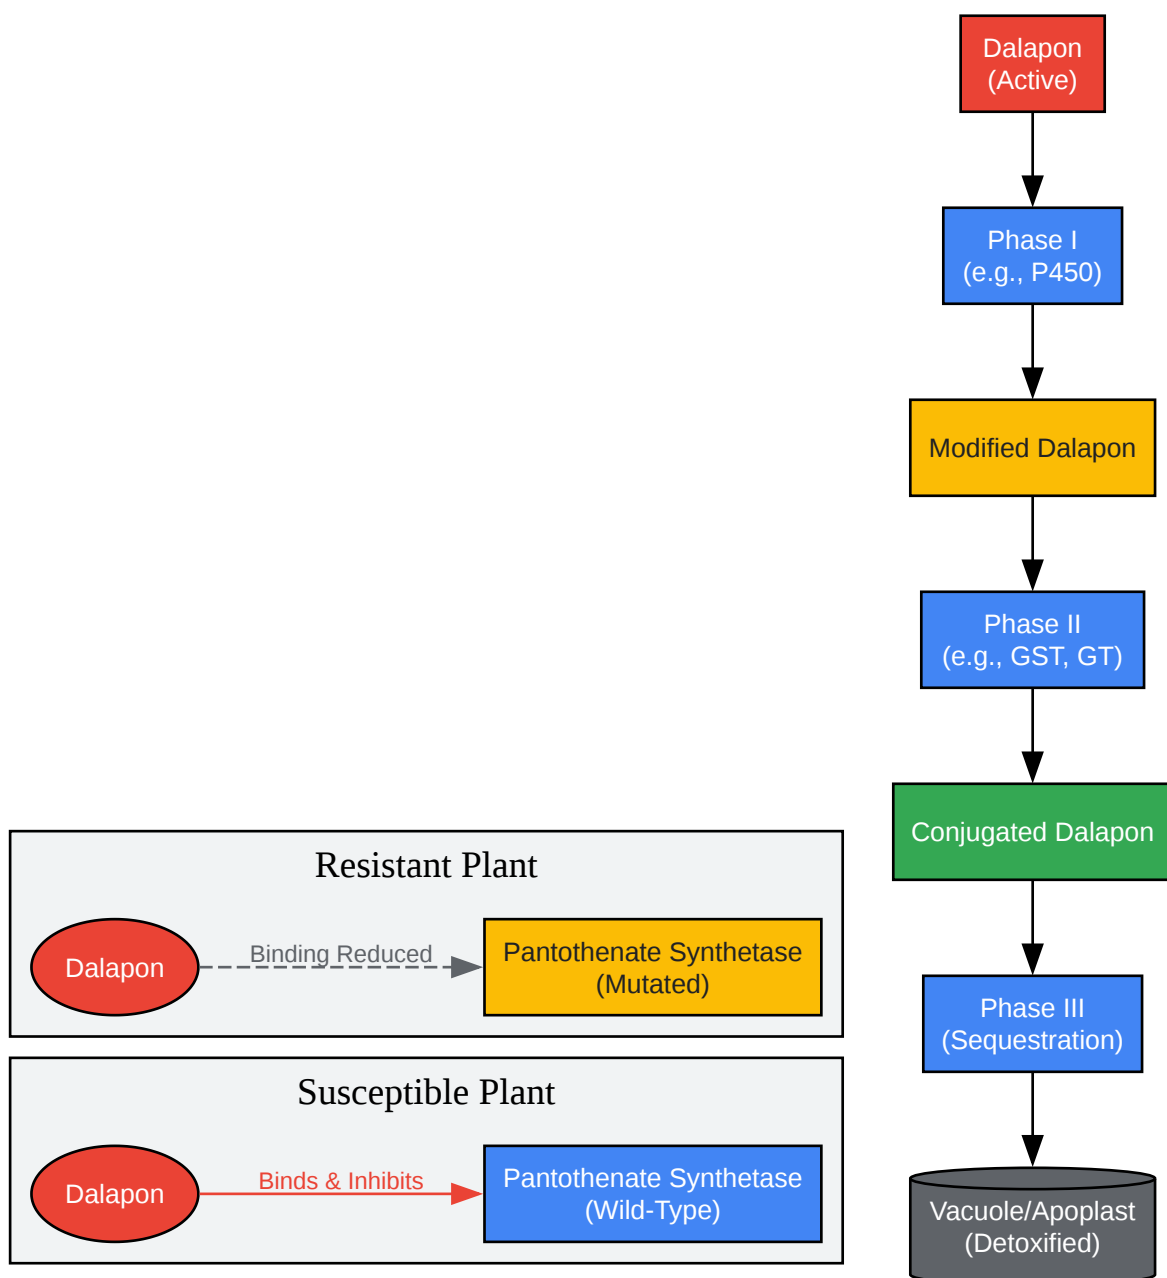 Dalapon
(Active)
Phase I
(e.g., P450)
Modified Dalapon
Phase II
(e.g., GST, GT)
Conjugated Dalapon
Phase III
(Sequestration)
Vacuole/Apoplast
(Detoxified)
Resistant Plant
Dalapon
Binding Reduced
Pantothenate Synthetase
(Mutated)
Susceptible Plant
Dalapon
Binds & Inhibits
Pantothenate Synthetase
(Wild-Type)